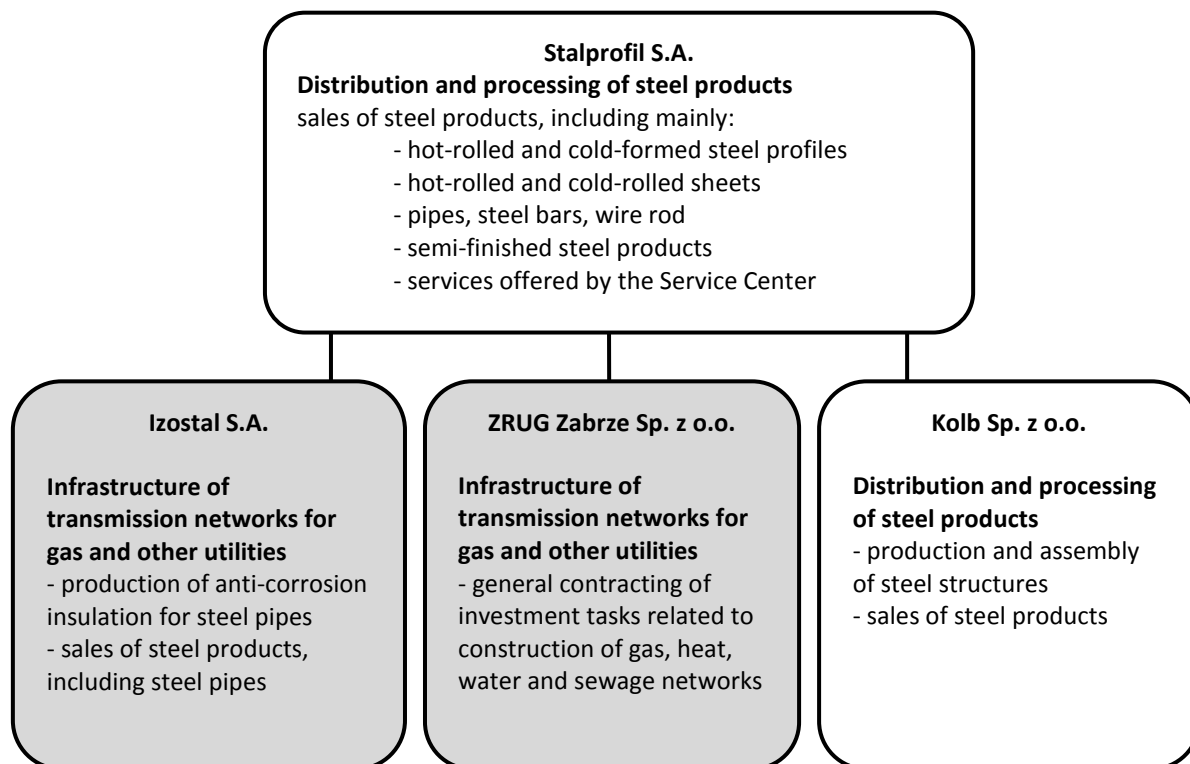 Stalprofil S.A.
Distribution and processing of steel products
sales of steel products, including mainly:
- hot-rolled and cold-formed steel profiles
- hot-rolled and cold-rolled sheets
- pipes, steel bars, wire rod
- semi-finished steel products
- services offered by the Service Center
Izostal S.A.
Infrastructure of
transmission networks for
gas and other utilities
- production of anti-corrosion
insulation for steel pipes
- sales of steel products,
including steel pipes
ZRUG Zabrze Sp. z o.o.
Infrastructure of
transmission networks for
gas and other utilities
- general contracting of
investment tasks related to
construction of gas, heat,
water and sewage networks
Kolb Sp. z o.o.
Distribution and processing
of steel products
- production and assembly
of steel structures
- sales of steel products